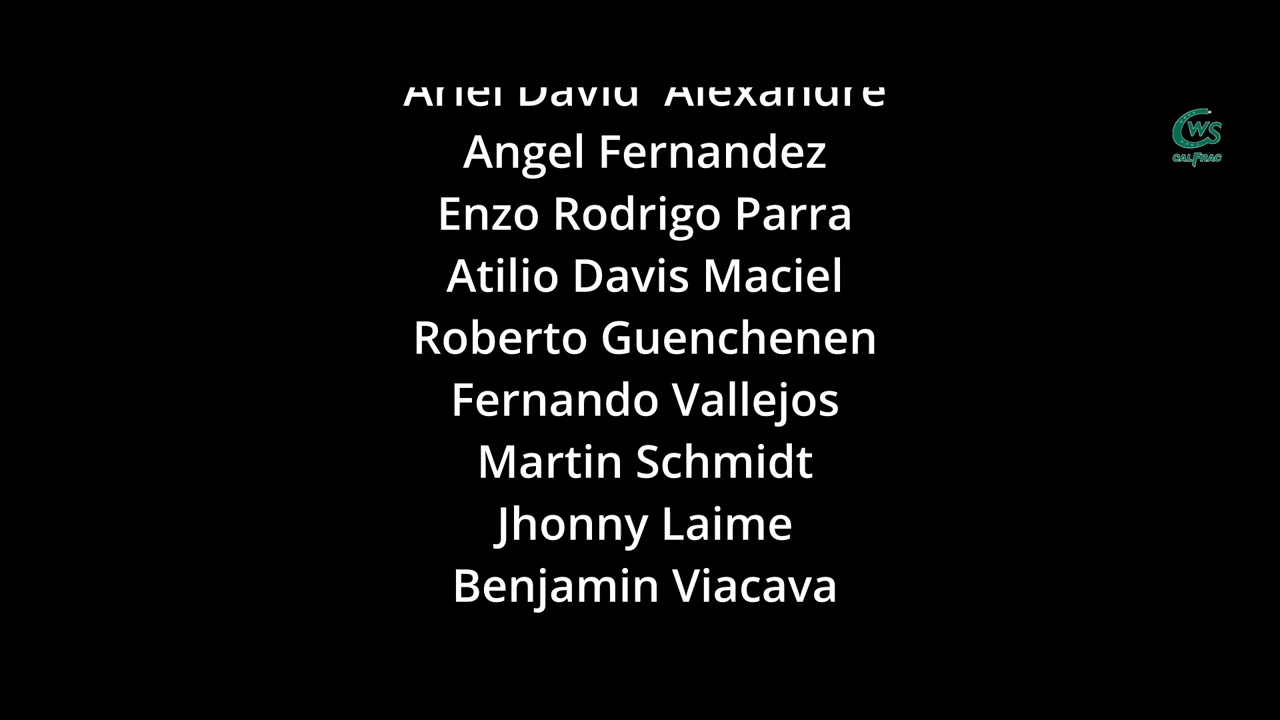 Ariel David  Alexandre
Angel Fernandez
Enzo Rodrigo Parra
Atilio Davis Maciel
Roberto Guenchenen
Fernando Vallejos
Martin Schmidt
Jhonny Laime
Benjamin Viacava
CWS
CALFRAC